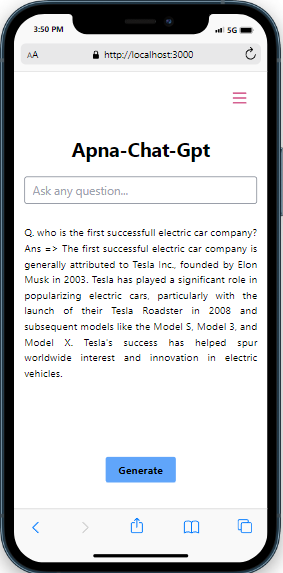 3:50 PM
5G
AA
http://localhost:3000
Apna-Chat-Gpt
Ask any question...
Q. who is the first successfull electric car company?
Ans => The first successful electric car company is
generally attributed to Tesla Inc., founded by Elon
Musk in 2003. Tesla has played a significant role in
popularizing electric cars, particularly with the
launch of their Tesla Roadster in 2008 and
subsequent models like the Model S, Model 3, and
Model X. Tesla's success has helped spur
worldwide interest and innovation in electric
vehicles.
Generate